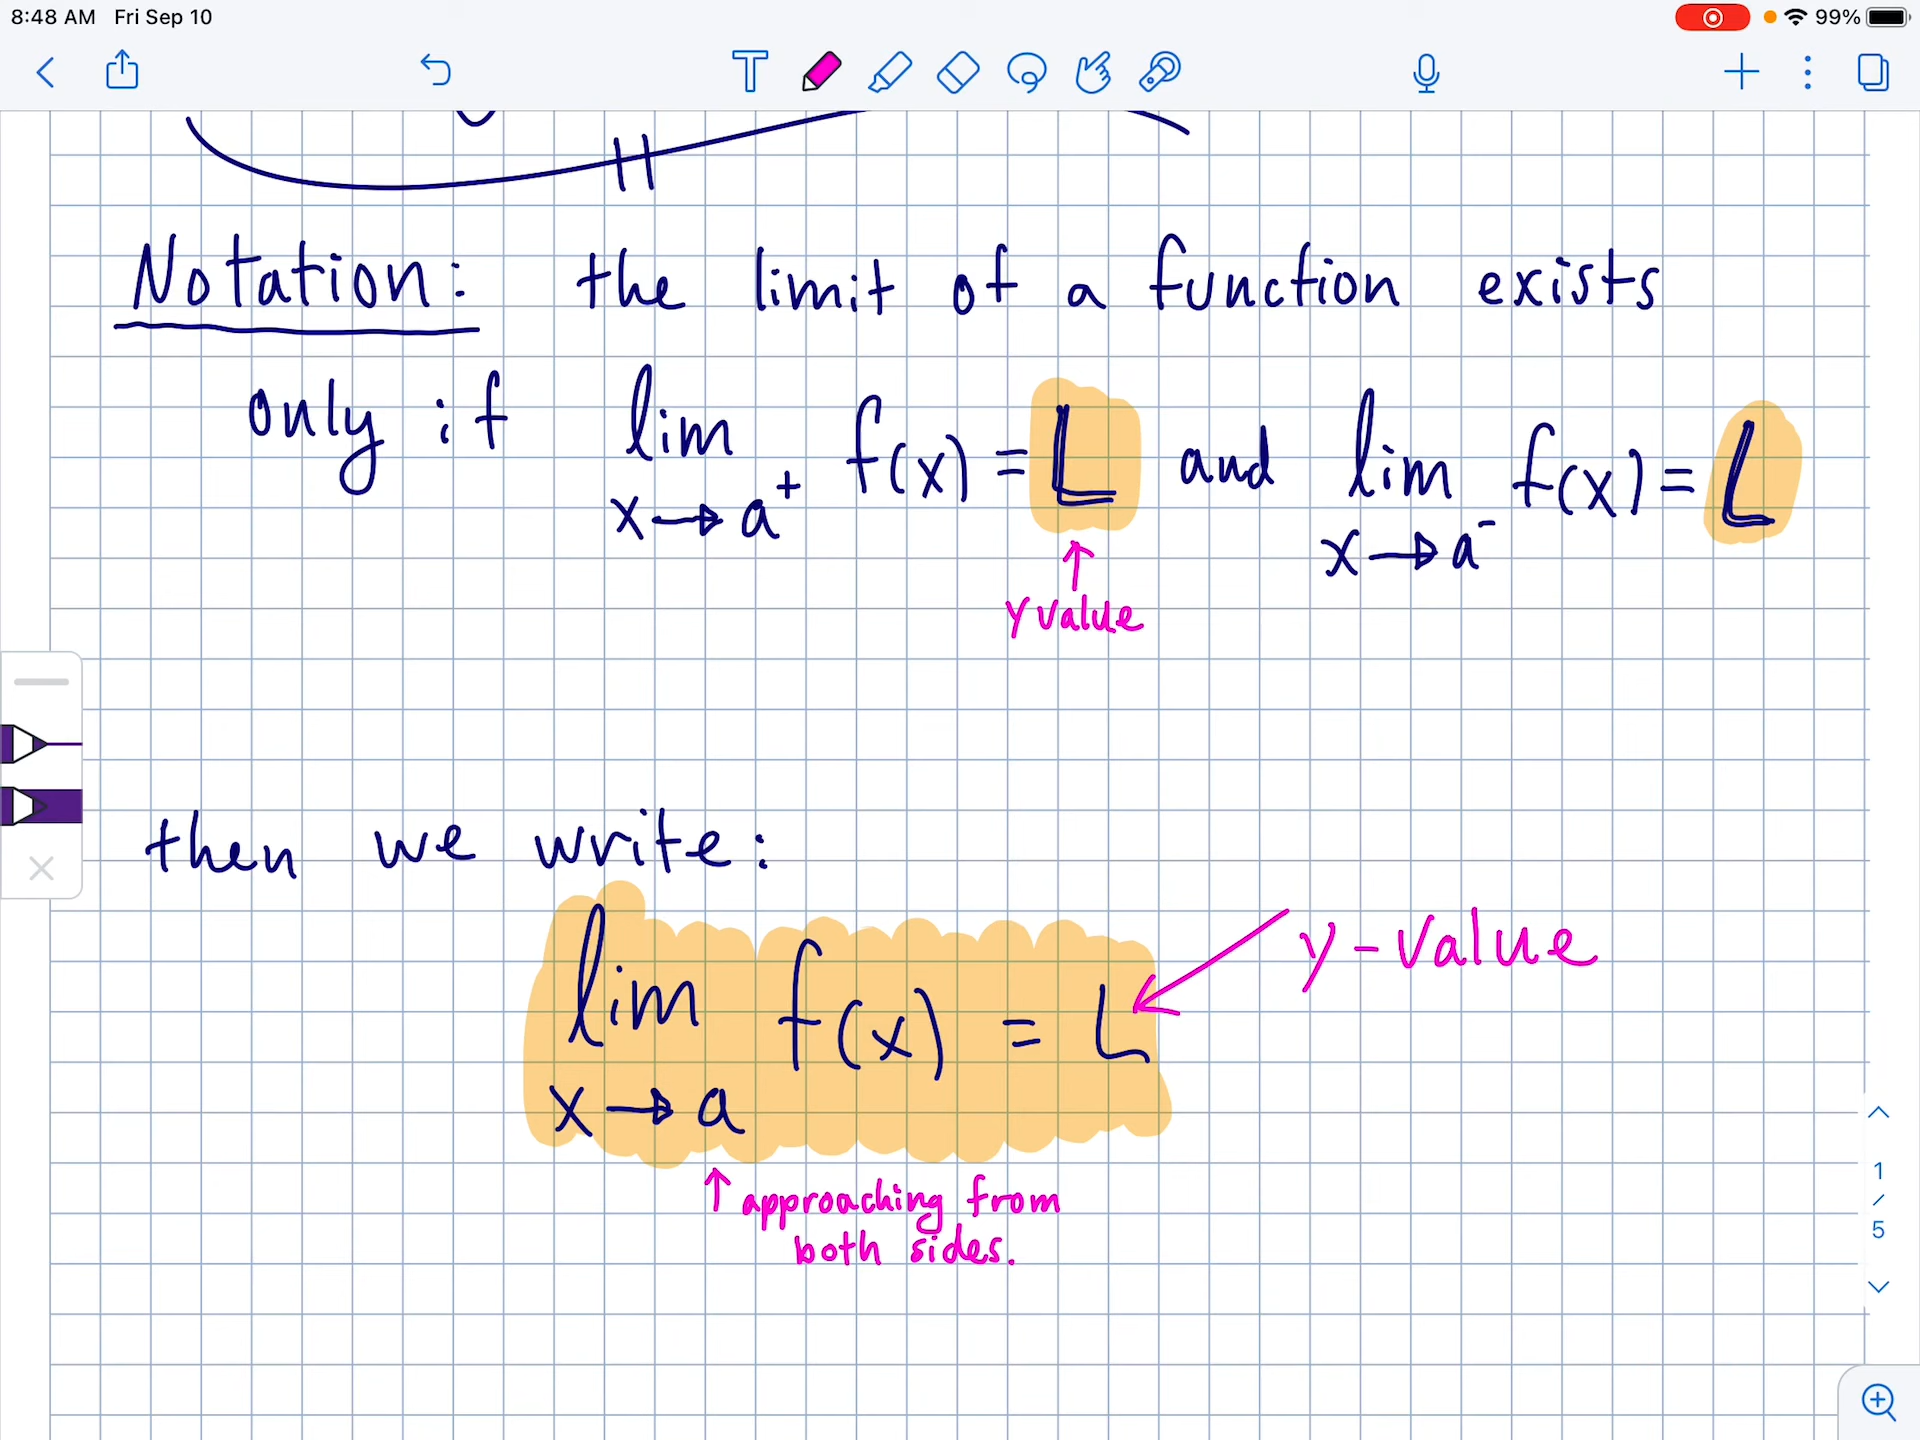 8:48 AM Fri Sep 10
99%
T
Notation: the limit of a function exists
only if lim f(x) = L and lim f(x) = L
x → a⁺ x → a⁻
y value
then we write:
lim f(x) = L
x → a
y-value
↑ approaching from
both sides.
1
/
5